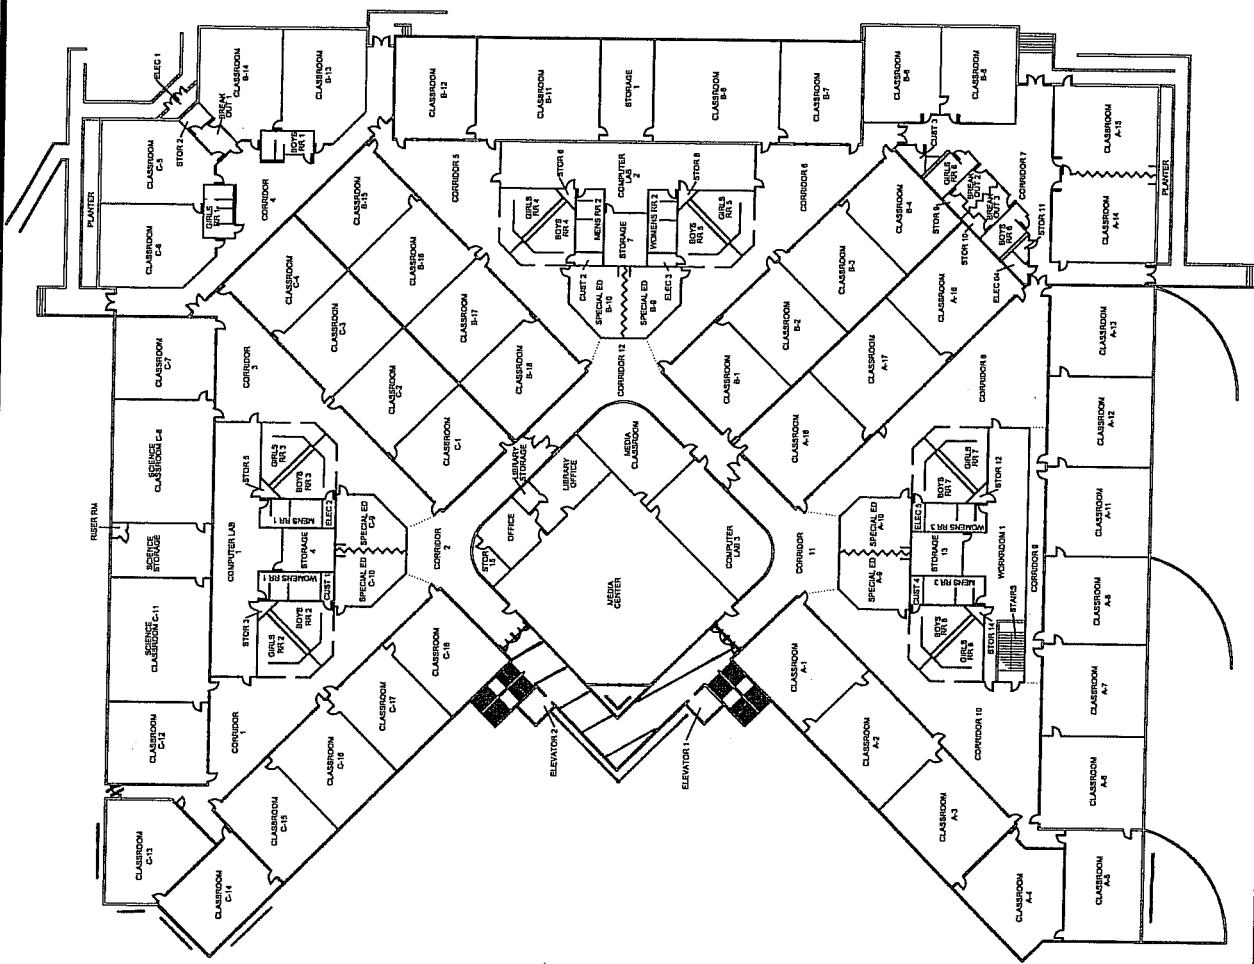 ELEC 1
CLASSROOM
B-14
CLASSROOM
B-13
BREAK
OUT 1
STOR 2
BOYS
RR 1
GIRLS
RR 1
CLASSROOM
C-5
CLASSROOM
C-6
PLANTER
CORRIDOR
4
CLASSROOM
B-12
CLASSROOM
B-11
STORAGE
1
CLASSROOM
B-8
CLASSROOM
B-7
CLASSROOM
B-6
CLASSROOM
CUST 3
CLASSROOM
A-15
CLASSROOM
A-14
PLANTER
CORRIDOR 7
GIRLS
RR 6
BREAK
OUT 2
BREAK
OUT 3
BOYS
RR 6
STOR 9
STOR 10
STOR 11
ELEC 04
CORRIDOR 5
STOR 6
COMPUTER
LAB
2
STOR 8
GIRLS
RR 4
BOYS
RR 4
MENS RR 2
STORAGE
7
WOMENS RR 2
GIRLS
RR 5
BOYS
RR 5
CUST 2
ELEC 3
SPECIAL ED
B-10
SPECIAL ED
B-9
CORRIDOR 6
CORRIDOR 12
CLASSROOM
B-15
CLASSROOM
B-16
CLASSROOM
B-17
CLASSROOM
B-18
CLASSROOM
C-4
CLASSROOM
C-3
CLASSROOM
C-2
CLASSROOM
C-1
CLASSROOM
B-4
CLASSROOM
B-3
CLASSROOM
B-2
CLASSROOM
B-1
CLASSROOM
A-16
CLASSROOM
A-17
CLASSROOM
CLASSROOM
C-7
SCIENCE
CLASSROOM C-8
RISER RM
SCIENCE
STORAGE
SCIENCE
CLASSROOM C-11
CLASSROOM
C-12
CORRIDOR
3
COMPUTER LAB
1
STOR 5
GIRLS
RR 3
BOYS
RR 3
MENS RR 1
ELEC 2
STORAGE
4
WOMENS RR 1
CUST 1
STOR 3
BOYS
RR 2
GIRLS
RR 2
SPECIAL ED
C-9
SPECIAL ED
C-10
CORRIDOR
2
CORRIDOR
1
LIBRARY
STORAGE
LIBRARY
OFFICE
OFFICE
STOR
15
MEDIA
CLASSROOM
COMPUTER
LAB 3
MEDIA
CENTER
CORRIDOR
11
SPECIAL ED
A-10
SPECIAL ED
A-9
ELEC 5
WOMENS RR 3
STORAGE
13
MENS RR 3
CUST 4
GIRLS
RR 7
BOYS
RR 7
STOR 12
WORKROOM 1
STAIRS
STOR 14
BOYS
RR 8
GIRLS
RR 8
CORRIDOR 8
CORRIDOR 9
CORRIDOR 10
CLASSROOM
CLASSROOM
A-12
CLASSROOM
A-11
CLASSROOM
A-8
CLASSROOM
A-7
CLASSROOM
A-6
CLASSROOM
A-5
CLASSROOM
A-4
CLASSROOM
A-3
CLASSROOM
A-2
CLASSROOM
A-1
CLASSROOM
C-18
CLASSROOM
C-17
CLASSROOM
C-16
CLASSROOM
C-15
CLASSROOM
C-14
CLASSROOM
C-13
ELEVATOR 2
ELEVATOR 1